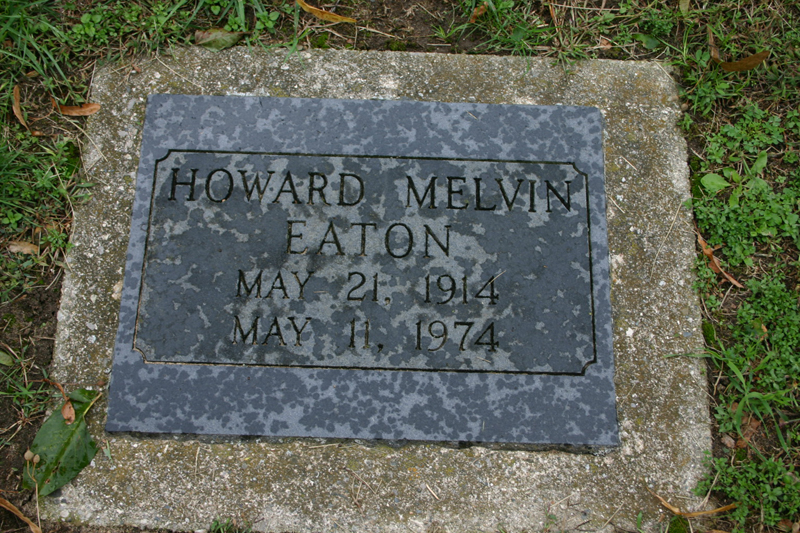 HOWARD MELVIN
EATON
MAY 21, 1914
MAY 11, 1974